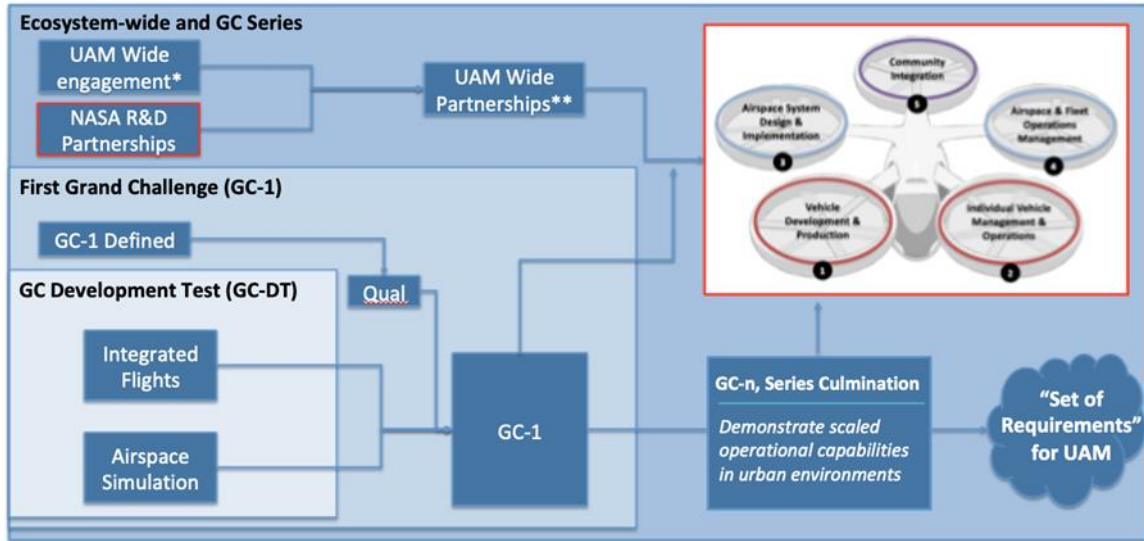 Ecosystem-wide and GC Series
UAM Wide
engagement*
NASA R&D
Partnerships
UAM Wide
Partnerships**
Community
Integration
5
Airspace System
Design &
Implementation
3
Airspace & Fleet
Operations
Management
4
Vehicle
Development &
Production
1
Individual Vehicle
Management &
Operations
2
First Grand Challenge (GC-1)
GC-1 Defined
Qual
GC Development Test (GC-DT)
Integrated
Flights
Airspace
Simulation
GC-1
GC-n, Series Culmination
Demonstrate scaled
operational capabilities
in urban environments
“Set of
Requirements”
for UAM